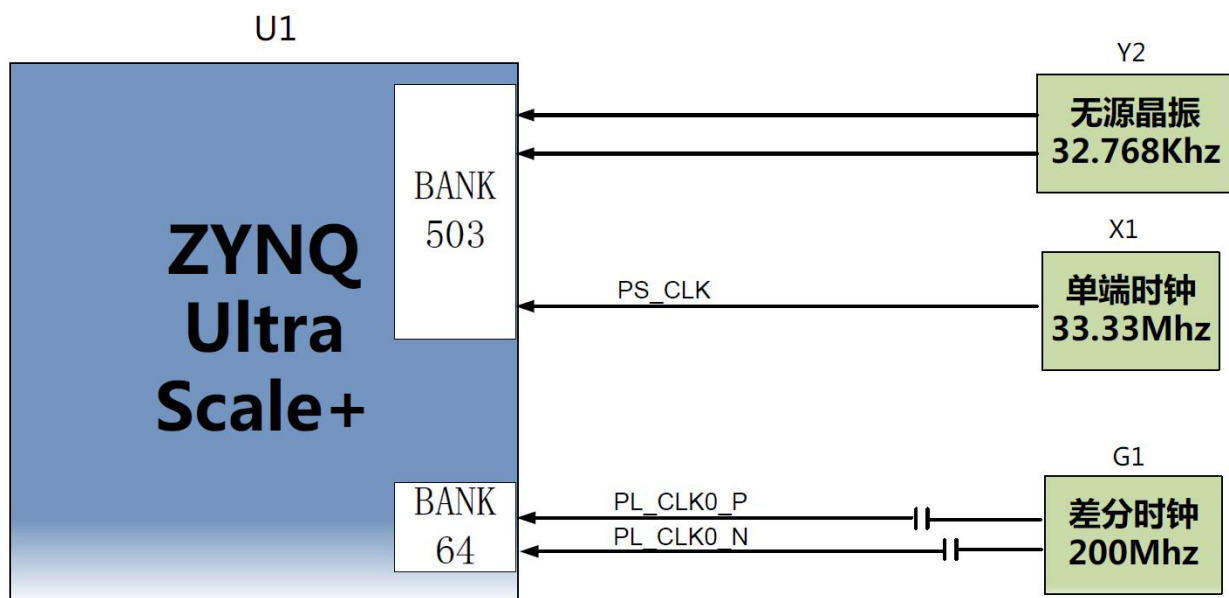 U1
ZYNQ
Ultra
Scale+
BANK
503
BANK
64
PS_CLK
PL_CLK0_P
PL_CLK0_N
Y2
无源晶振
32.768Khz
X1
单端时钟
33.33Mhz
G1
差分时钟
200Mhz